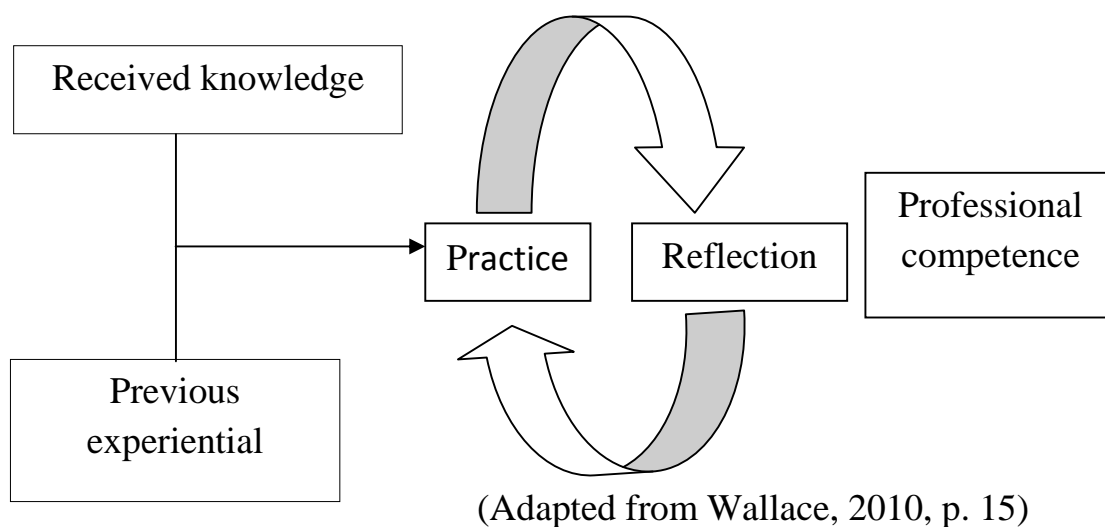 Received knowledge
Professional
competence
Practice
Reflection
Previous
experiential
(Adapted from Wallace, 2010, p. 15)